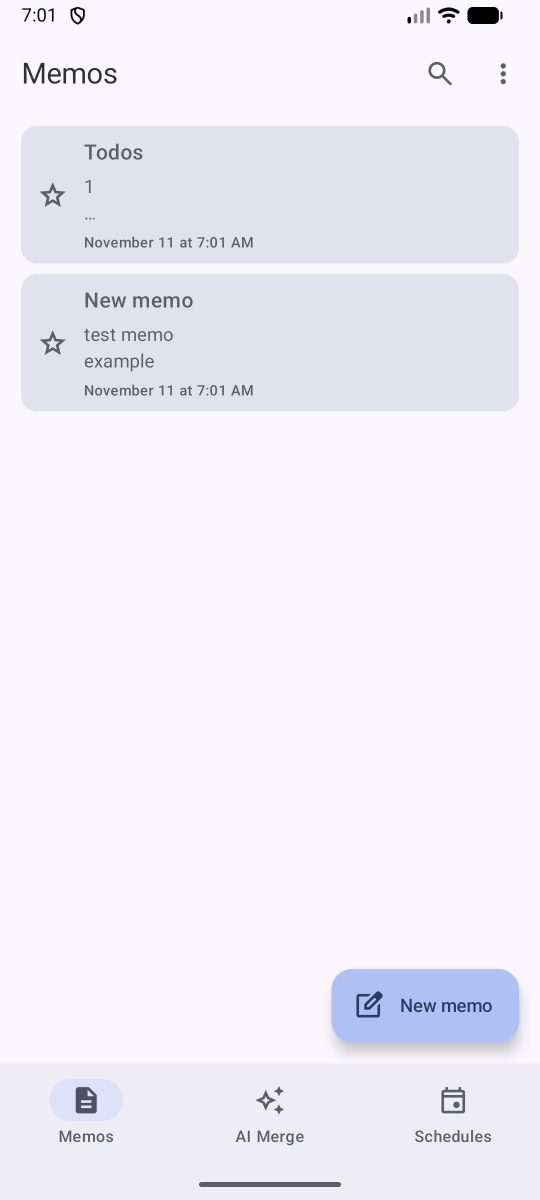 7:01
Memos
Todos
1
…
November 11 at 7:01 AM
New memo
test memo
example
November 11 at 7:01 AM
New memo
Memos
AI Merge
Schedules